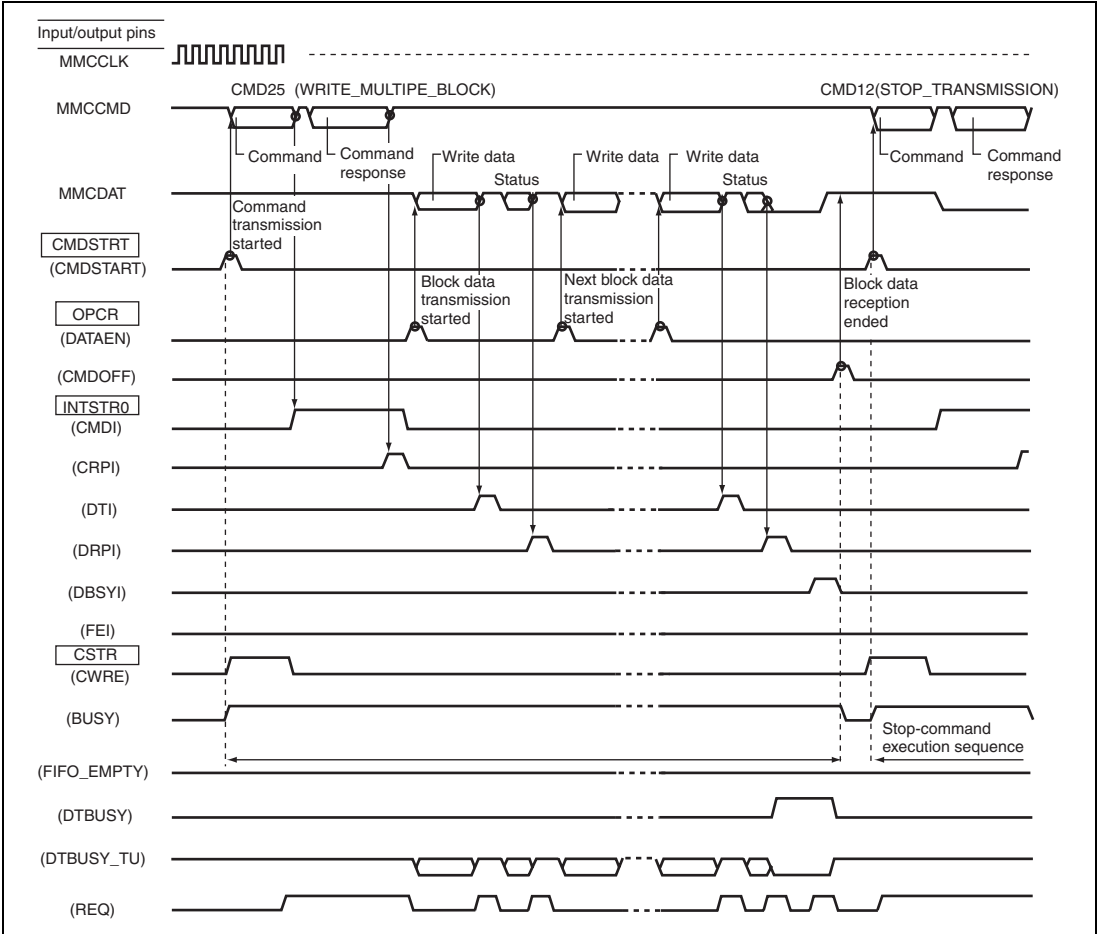 Input/output pins
MMCCLK
CMD25 (WRITE_MULTIPE_BLOCK)
CMD12(STOP_TRANSMISSION)
MMCCMD
Command
Command
response
Command
Command
response
Write data
Write data
Write data
Status
Status
MMCDAT
Command
transmission
started
CMDSTRT
(CMDSTART)
Block data
transmission
started
Next block data
transmission
started
Block data
reception
ended
OPCR
(DATAEN)
(CMDOFF)
INTSTR0
(CMDI)
(CRPI)
(DTI)
(DRPI)
(DBSYI)
(FEI)
CSTR
(CWRE)
(BUSY)
Stop-command
execution sequence
(FIFO_EMPTY)
(DTBUSY)
(DTBUSY_TU)
(REQ)